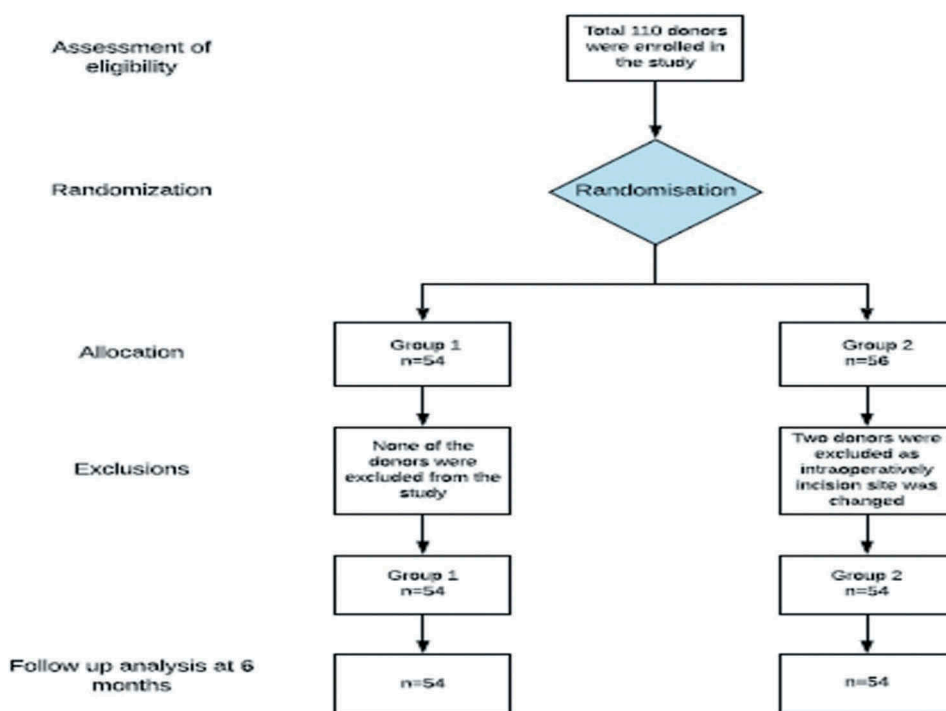 Assessment of
eligibility
Total 110 donors
were enrolled in
the study
Randomization
Randomisation
Allocation
Group 1
n=54
Group 2
n=56
Exclusions
None of the
donors were
excluded from the
study
Two donors were
excluded as
intraoperatively
incision site was
changed
Group 1
n=54
Group 2
n=54
Follow up analysis at 6
months
n=54
n=54